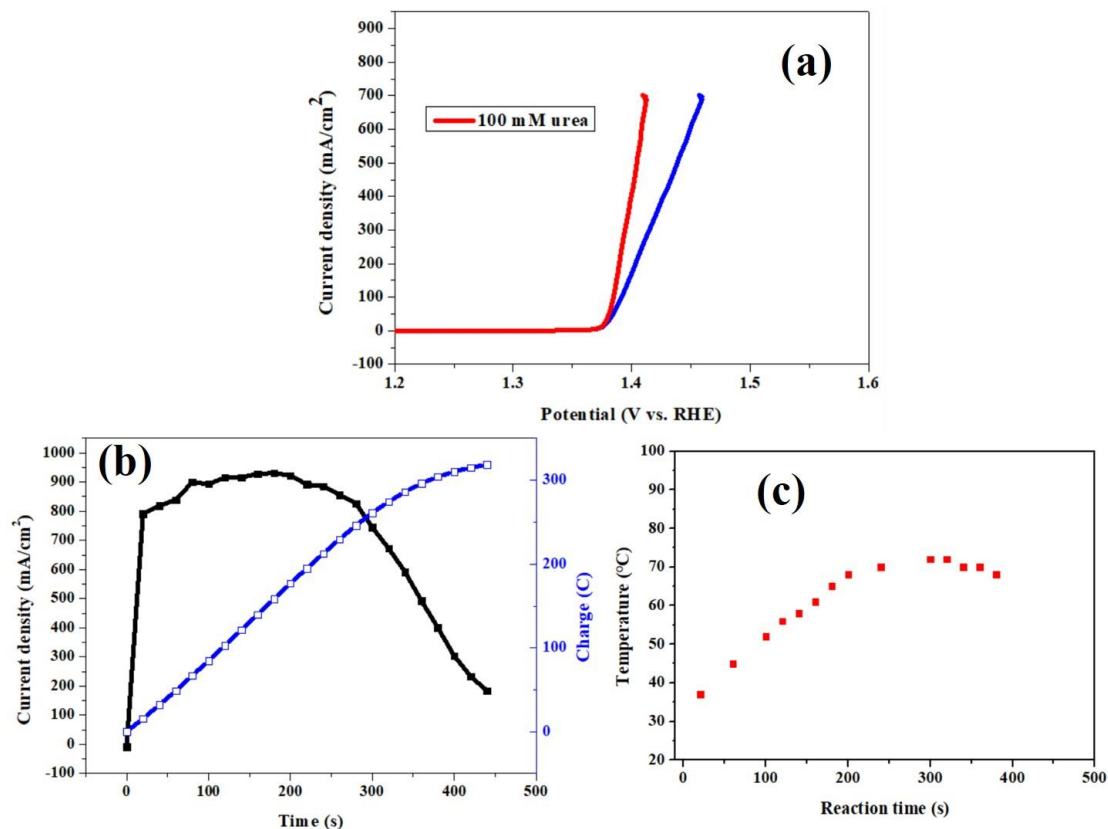 (a)
900
800
700
600
500
400
300
200
100
0
-100
Current density (mA/cm²)
100 mM urea
1.2 1.3 1.4 1.5 1.6
Potential (V vs. RHE)
(b)
1000
900
800
700
600
500
400
300
200
100
0
-100
Current density (mA/cm²)
300
200
100
0
Charge (C)
0 100 200 300 400 500
Time (s)
(c)
100
90
80
70
60
50
40
30
20
Temperature (°C)
0 100 200 300 400 500
Reaction time (s)